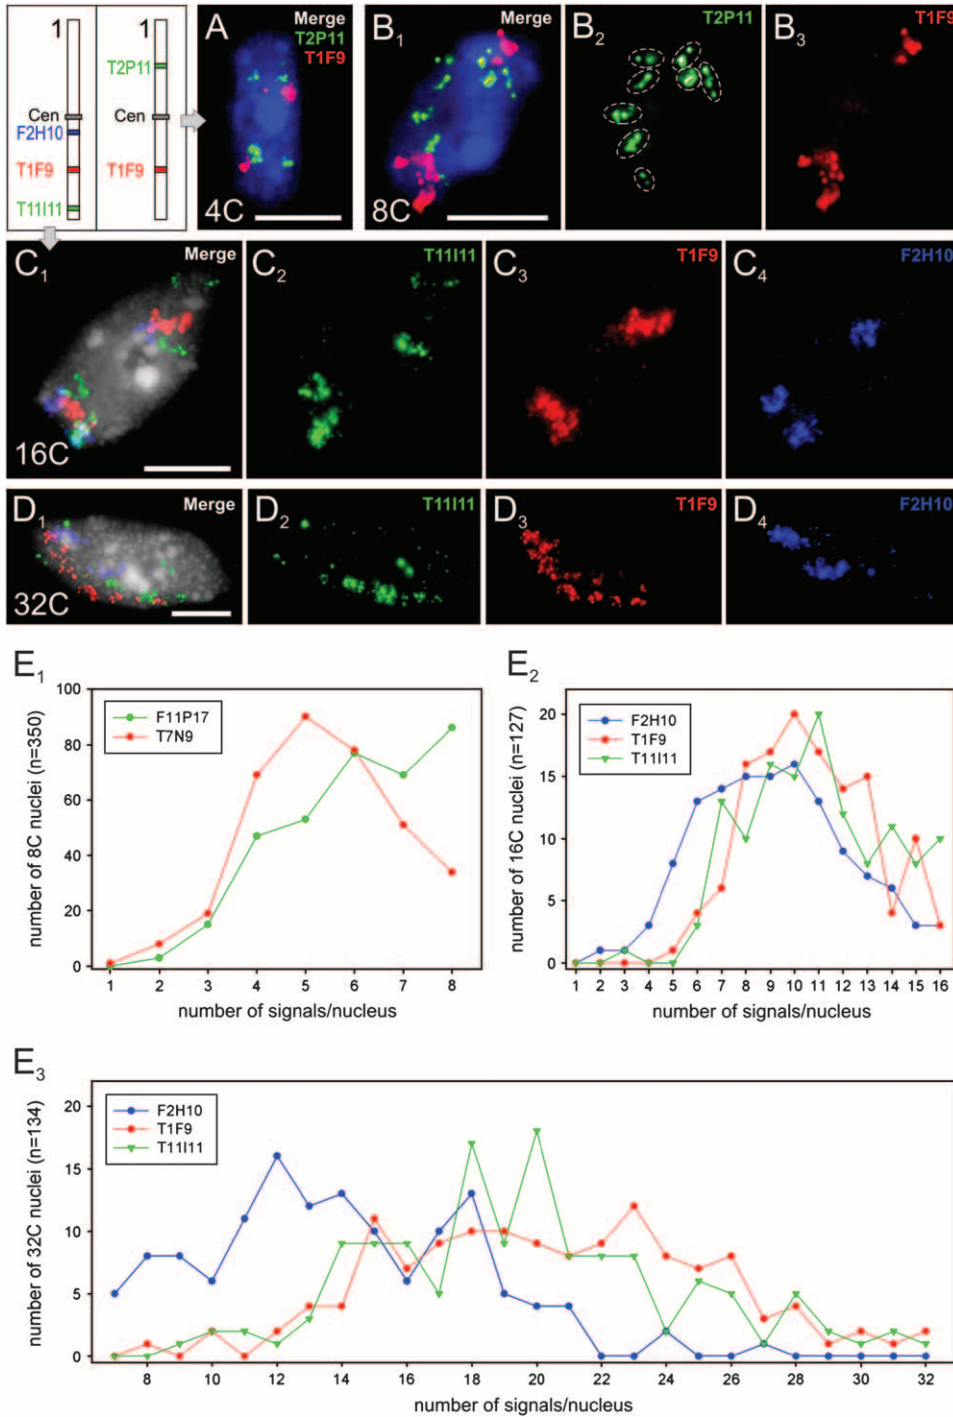 1 1
T2P11
Cen Cen
F2H10
T1F9 T1F9
T11I11
A Merge
T2P11
T1F9
4C
B1 Merge
8C
B2 T2P11
B3 T1F9
C1 Merge
16C
C2 T11I11
C3 T1F9
C4 F2H10
D1 Merge
32C
D2 T11I11
D3 T1F9
D4 F2H10
E1
number of 8C nuclei (n=350)
100
80
60
40
20
0
F11P17
T7N9
1 2 3 4 5 6 7 8
number of signals/nucleus
E2
number of 16C nuclei (n=127)
20
15
10
5
0
F2H10
T1F9
T11I11
1 2 3 4 5 6 7 8 9 10 11 12 13 14 15 16
number of signals/nucleus
E3
number of 32C nuclei (n=134)
20
15
10
5
0
F2H10
T1F9
T11I11
8 10 12 14 16 18 20 22 24 26 28 30 32
number of signals/nucleus